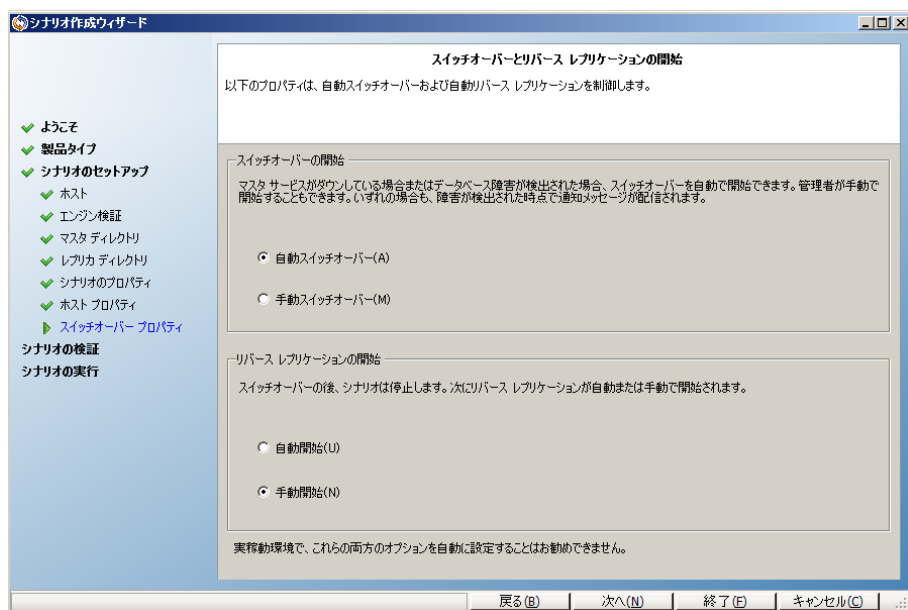 シナリオ作成ウィザード
スイッチオーバーとリバース レプリケーションの開始
以下のプロパティは、自動スイッチオーバーおよび自動リバース レプリケーションを制御します。
ようこそ
製品タイプ
シナリオのセットアップ
ホスト
エンジン検証
マスタ ディレクトリ
レプリカ ディレクトリ
シナリオのプロパティ
ホスト プロパティ
スイッチオーバー プロパティ
シナリオの検証
シナリオの実行
スイッチオーバーの開始
マスタ サービスがダウンしている場合またはデータベース障害が検出された場合、スイッチオーバーを自動で開始できます。管理者が手動で
開始することもできます。いずれの場合も、障害が検出された時点で通知メッセージが配信されます。
自動スイッチオーバー(A)
手動スイッチオーバー(M)
リバース レプリケーションの開始
スイッチオーバーの後、シナリオは停止します。次にリバース レプリケーションが自動または手動で開始されます。
自動開始(U)
手動開始(N)
実稼動環境で、これらの両方のオプションを自動に設定することはお勧めできません。
戻る(B)
次へ(N)
終了(F)
キャンセル(C)